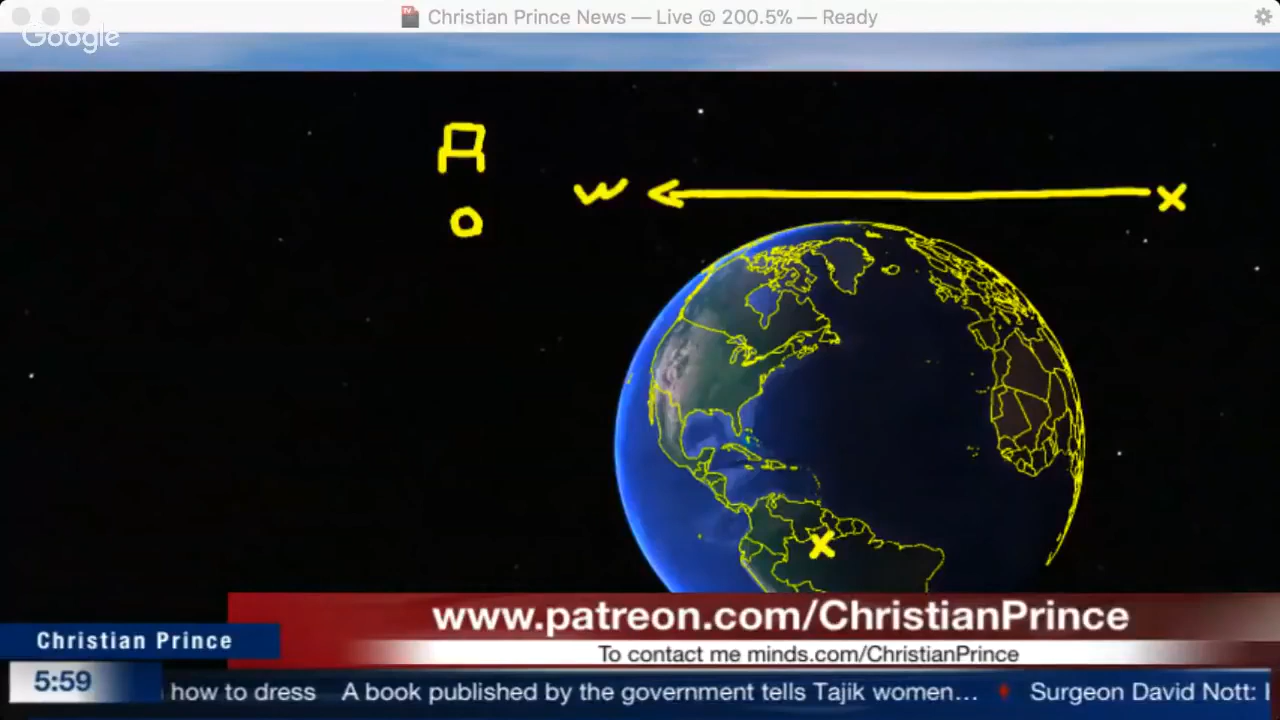 Christian Prince News — Live @ 200.5% — Ready
Google
W X
X
www.patreon.com/ChristianPrince
Christian Prince
To contact me minds.com/ChristianPrince
5:59
how to dress A book published by the government tells Tajik women... Surgeon David Nott: